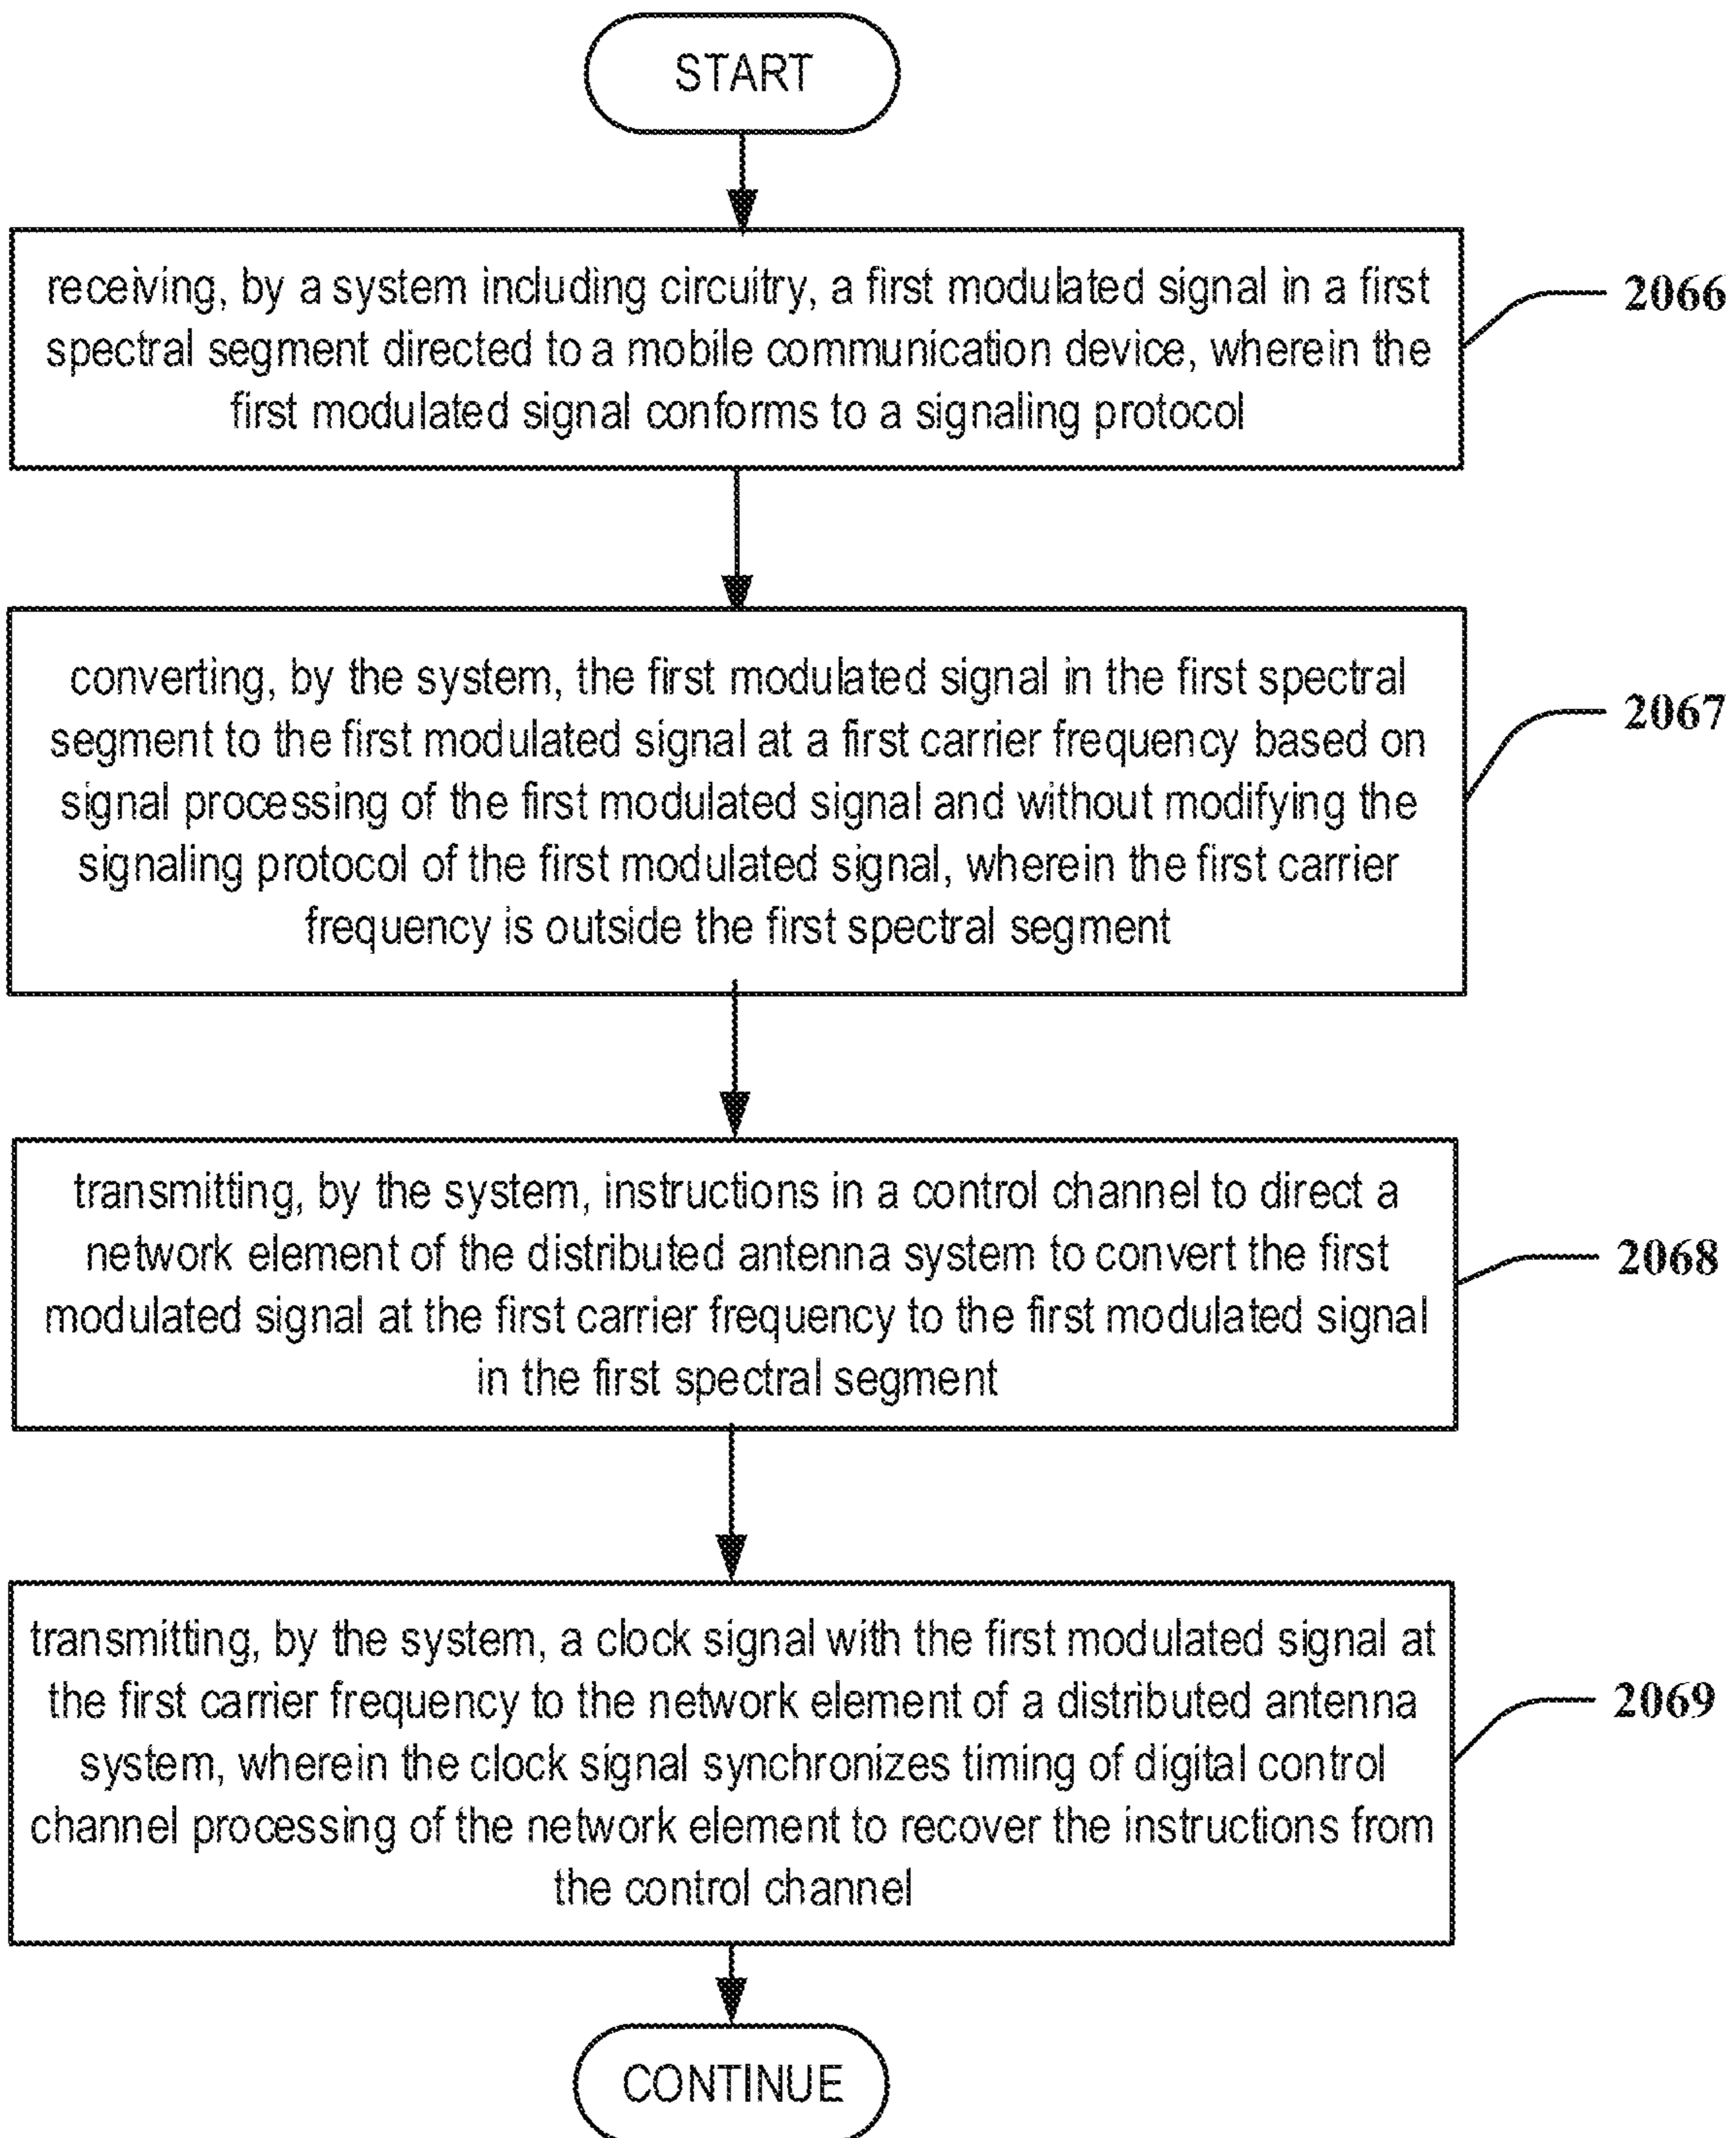 START
receiving, by a system including circuitry, a first modulated signal in a first
spectral segment directed to a mobile communication device, wherein the
first modulated signal conforms to a signaling protocol
2066
converting, by the system, the first modulated signal in the first spectral
segment to the first modulated signal at a first carrier frequency based on
signal processing of the first modulated signal and without modifying the
signaling protocol of the first modulated signal, wherein the first carrier
frequency is outside the first spectral segment
2067
transmitting, by the system, instructions in a control channel to direct a
network element of the distributed antenna system to convert the first
modulated signal at the first carrier frequency to the first modulated signal
in the first spectral segment
2068
transmitting, by the system, a clock signal with the first modulated signal at
the first carrier frequency to the network element of a distributed antenna
system, wherein the clock signal synchronizes timing of digital control
channel processing of the network element to recover the instructions from
the control channel
2069
CONTINUE